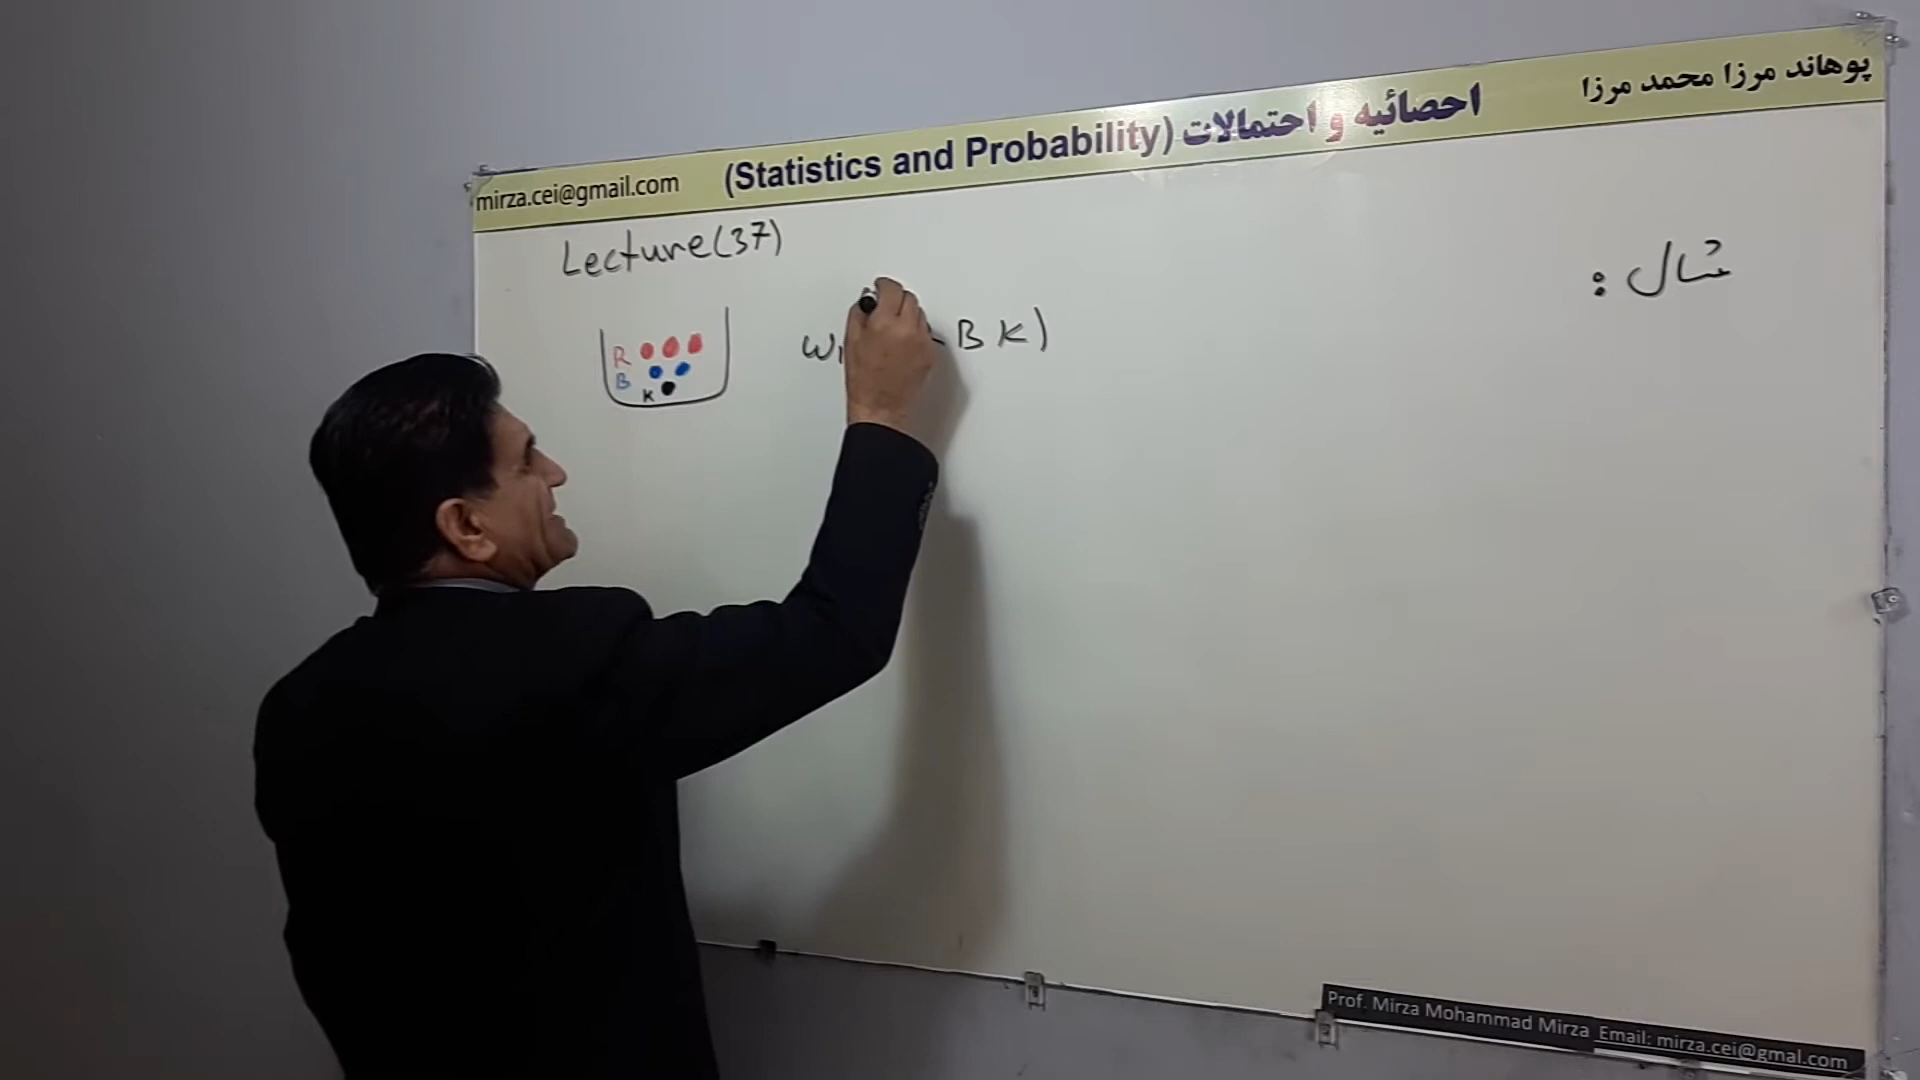 پوهاند مرزا محمد مرزا
احصائیه و احتمالات (Statistics and Probability)
mirza.cei@gmail.com
Lecture(37)
مثال :
R
B
K
B K)
Prof. Mirza Mohammad Mirza Email: mirza.cei@gmal.com